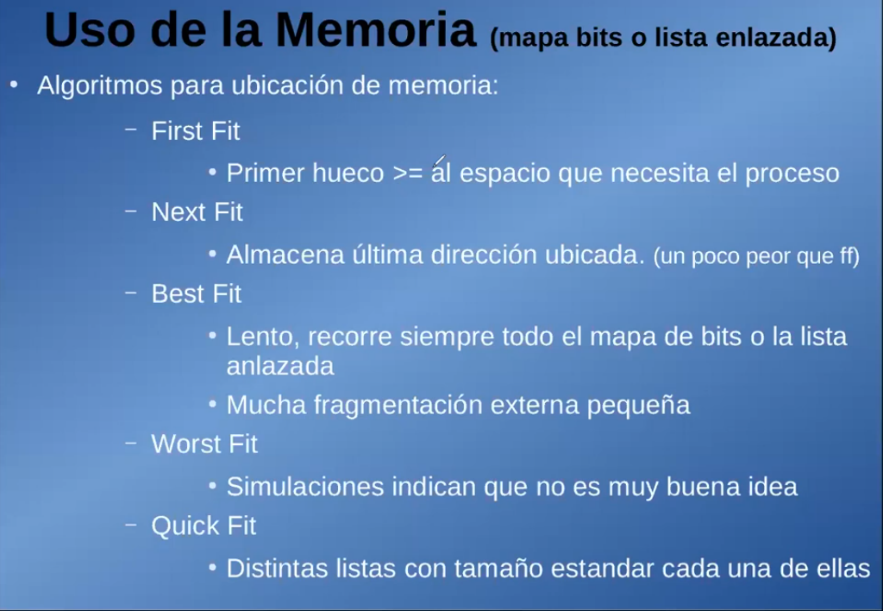 Uso de la Memoria (mapa bits o lista enlazada)
• Algoritmos para ubicación de memoria:
– First Fit
• Primer hueco >= al espacio que necesita el proceso
– Next Fit
• Almacena última dirección ubicada. (un poco peor que ff)
– Best Fit
• Lento, recorre siempre todo el mapa de bits o la lista
anlazada
• Mucha fragmentación externa pequeña
– Worst Fit
• Simulaciones indican que no es muy buena idea
– Quick Fit
• Distintas listas con tamaño estandar cada una de ellas